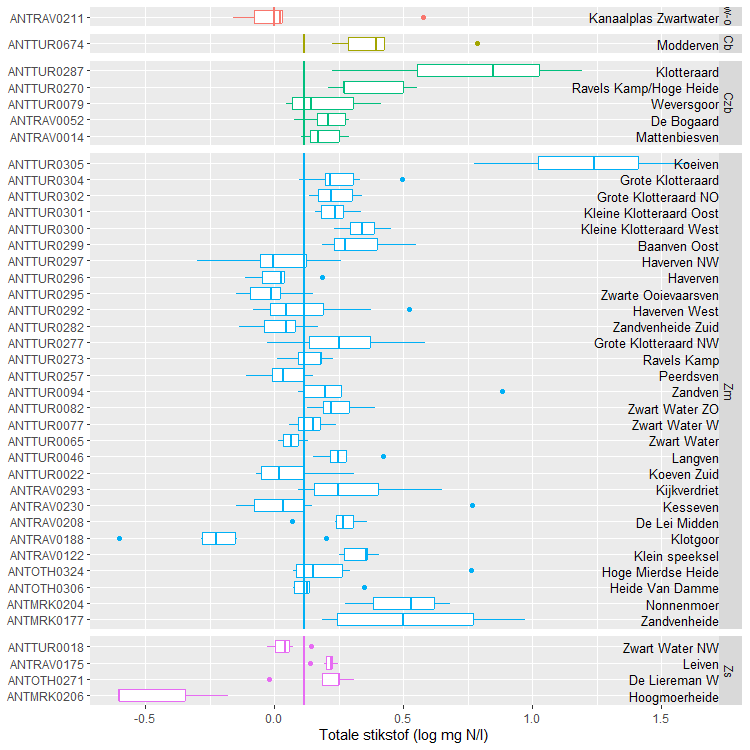 ANTRAV0211 Kanaalplas Zwartwater
ANTTUR0674 Modderven Cb
ANTTUR0287 Klotteraard
ANTTUR0270 Ravels Kamp/Hoge Heide
ANTTUR0079 Weversgoor Czb
ANTRAV0052 De Bogaard
ANTRAV0014 Mattenbiesven
ANTTUR0305 Koeiven
ANTTUR0304 Grote Klotteraard
ANTTUR0302 Grote Klotteraard NO
ANTTUR0301 Kleine Klotteraard Oost
ANTTUR0300 Kleine Klotteraard West
ANTTUR0299 Baanven Oost
ANTTUR0297 Haverven NW
ANTTUR0296 Haverven
ANTTUR0295 Zwarte Ooievaarsven
ANTTUR0292 Haverven West
ANTTUR0282 Zandvenheide Zuid
ANTTUR0277 Grote Klotteraard NW
ANTTUR0273 Ravels Kamp
ANTTUR0257 Peerdsven
ANTTUR0094 Zandven Zm
ANTTUR0082 Zwart Water ZO
ANTTUR0077 Zwart Water W
ANTTUR0065 Zwart Water
ANTTUR0046 Langven
ANTTUR0022 Koeven Zuid
ANTRAV0293 Kijkverdriet
ANTRAV0230 Kesseven
ANTRAV0208 De Lei Midden
ANTRAV0188 Klotgoor
ANTRAV0122 Klein speeksel
ANTOTH0324 Hoge Mierdse Heide
ANTOTH0306 Heide Van Damme
ANTMRK0204 Nonnenmoer
ANTMRK0177 Zandvenheide
ANTTUR0018 Zwart Water NW
ANTRAV0175 Leiven Zs
ANTOTH0271 De Liereman W
ANTMRK0206 Hoogmoerheide
-0.5 0.0 0.5 1.0 1.5
Totale stikstof (log mg N/l)